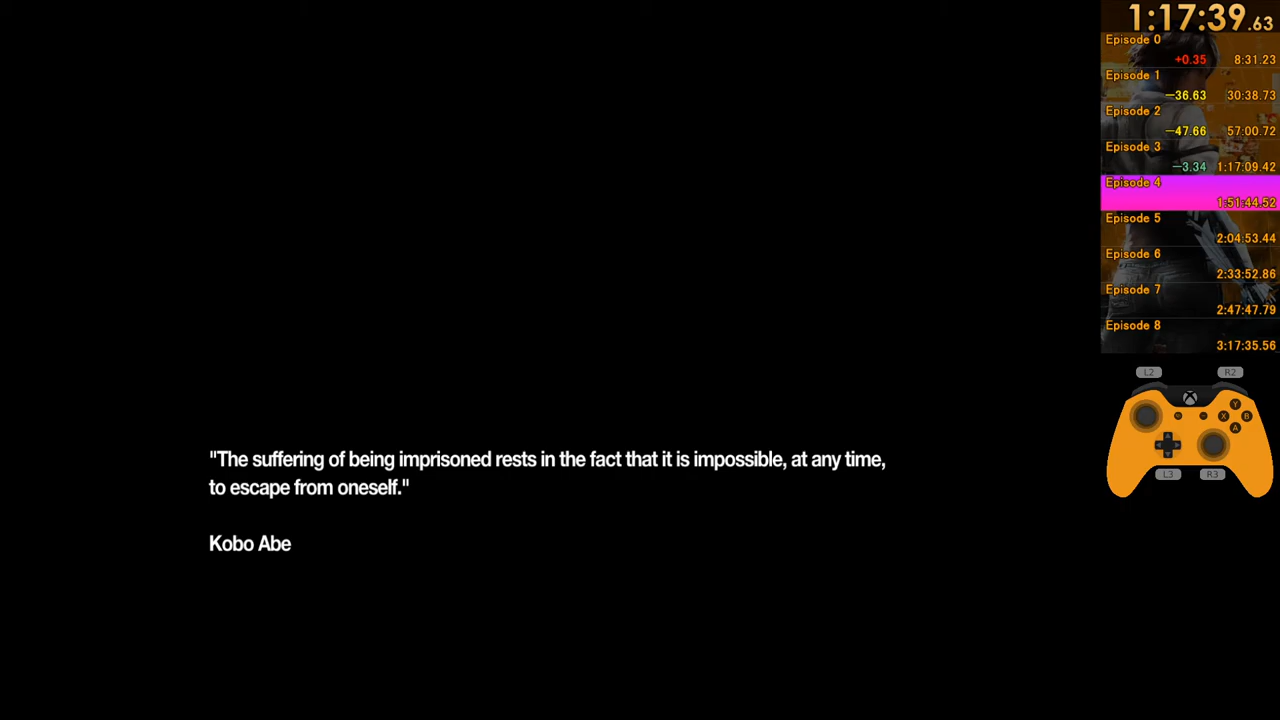 1:17:39.63
Episode 0
+0.35 8:31.23
Episode 1
−36.63 30:38.73
Episode 2
−47.66 57:00.72
Episode 3
−3.34 1:17:09.42
Episode 4
1:51:44.52
Episode 5
2:04:53.44
Episode 6
2:33:52.86
Episode 7
2:47:47.79
Episode 8
3:17:35.56
L2 R2
Y
X B
A
L3 R3
"The suffering of being imprisoned rests in the fact that it is impossible, at any time,
to escape from oneself."
Kobo Abe